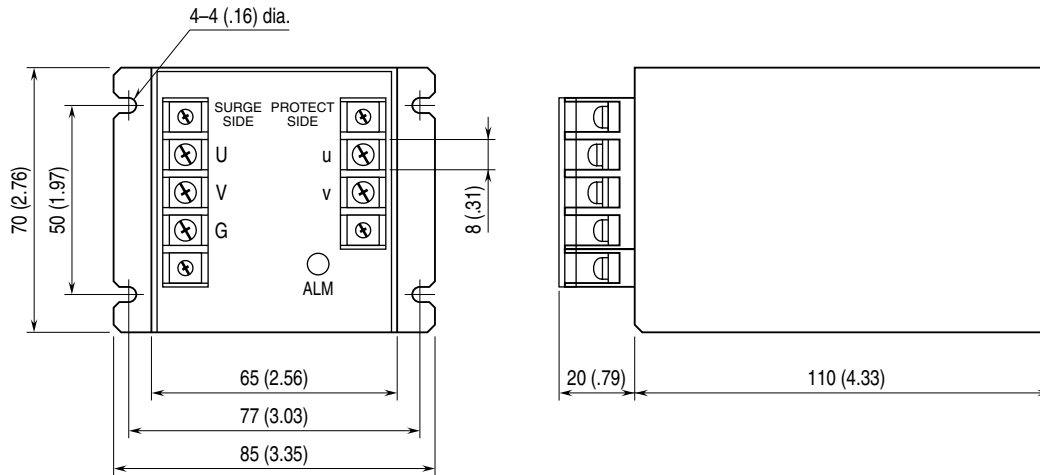 4–4 (.16) dia.
SURGE PROTECT
SIDE SIDE
U u
V v
G
ALM
70 (2.76)
50 (1.97)
8 (.31)
65 (2.56)
77 (3.03)
85 (3.35)
20 (.79)
110 (4.33)